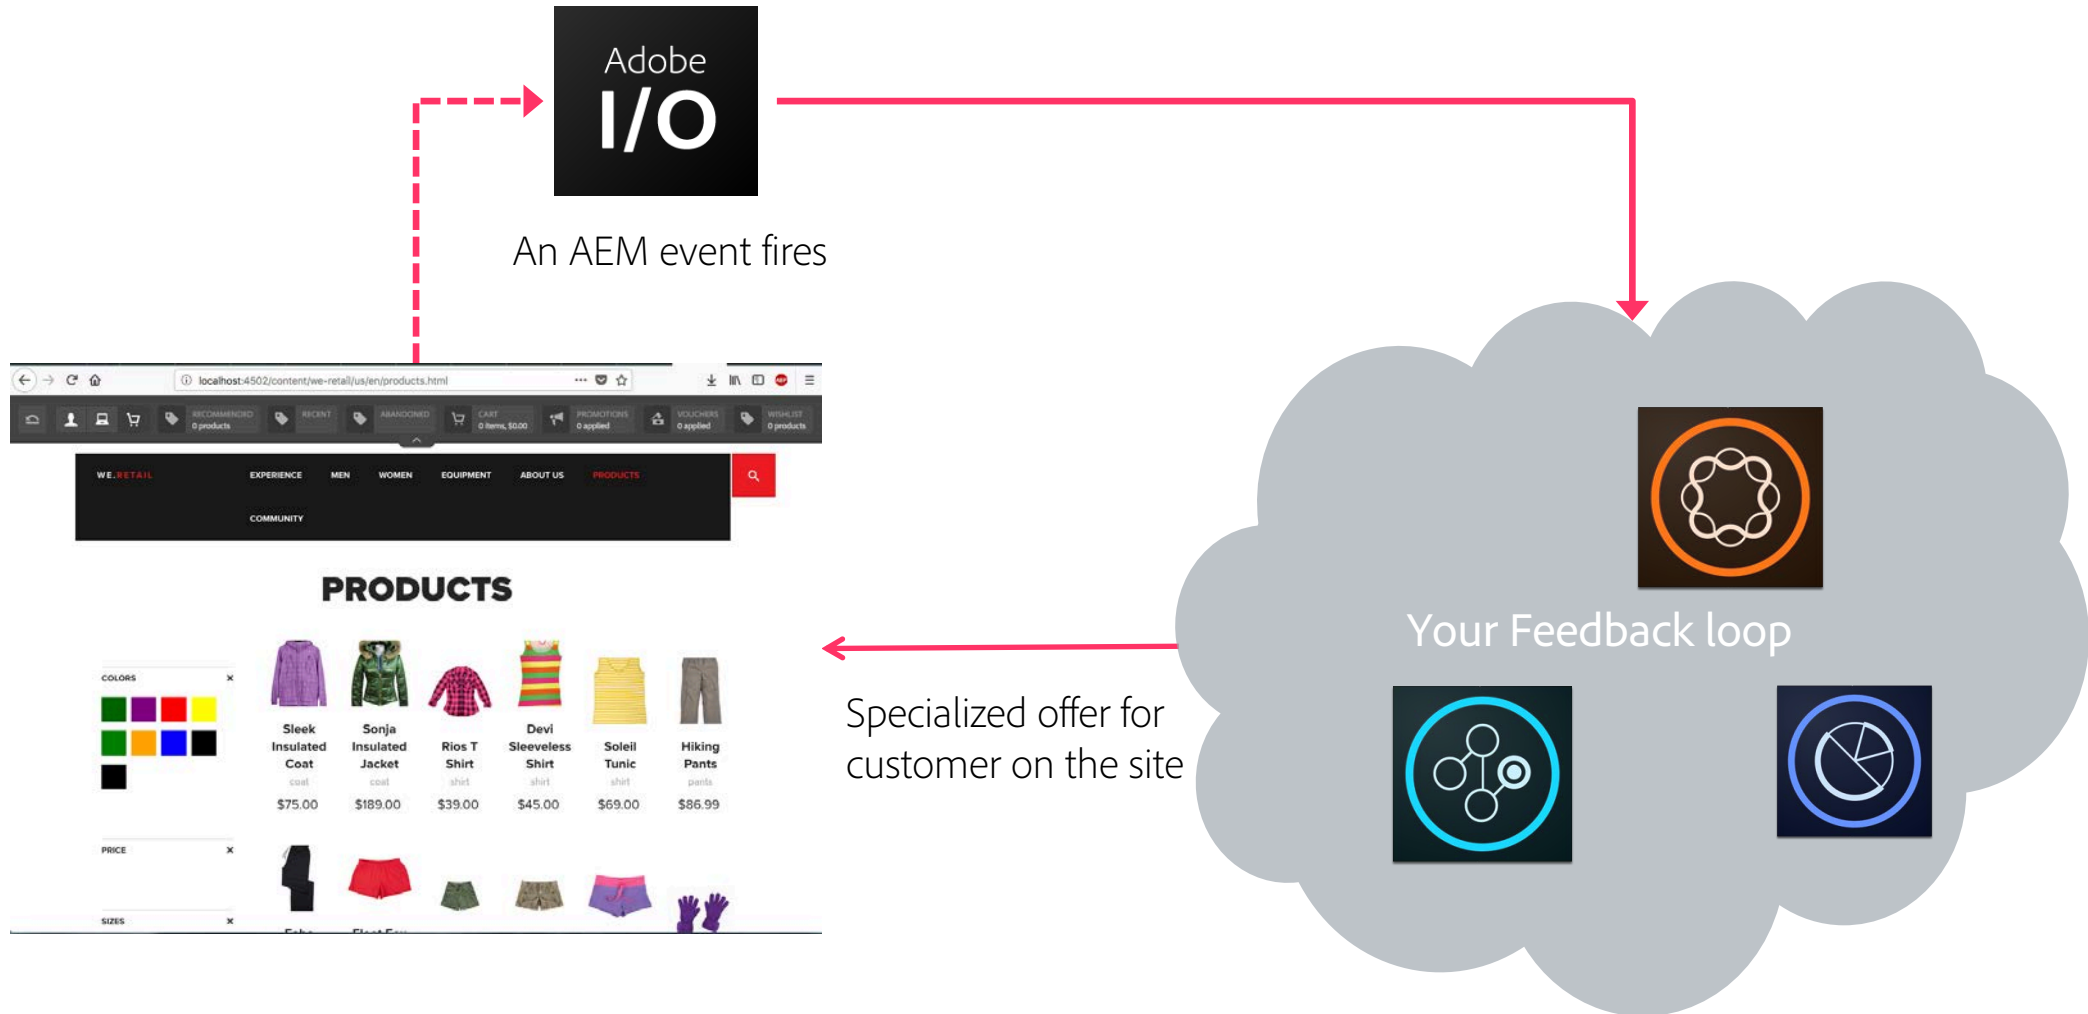 Adobe
I/O
An AEM event fires
localhost:4502/content/we-retail/us/en/products.html
RECOMMENDED
0 products
RECENT
ABANDONED
CART
0 items, $0.00
PROMOTIONS
0 applied
VOUCHERS
0 applied
WISHLIST
0 products
WE.RETAIL
EXPERIENCE MEN WOMEN EQUIPMENT ABOUT US PRODUCTS
COMMUNITY
PRODUCTS
COLORS
Sleek
Insulated
Coat
coat
$75.00
Sonja
Insulated
Jacket
coat
$189.00
Rios T
Shirt
shirt
$39.00
Devi
Sleeveless
Shirt
shirt
$45.00
Soleil
Tunic
shirt
$69.00
Hiking
Pants
pants
$86.99
PRICE
SIZES
Your Feedback loop
Specialized offer for
customer on the site